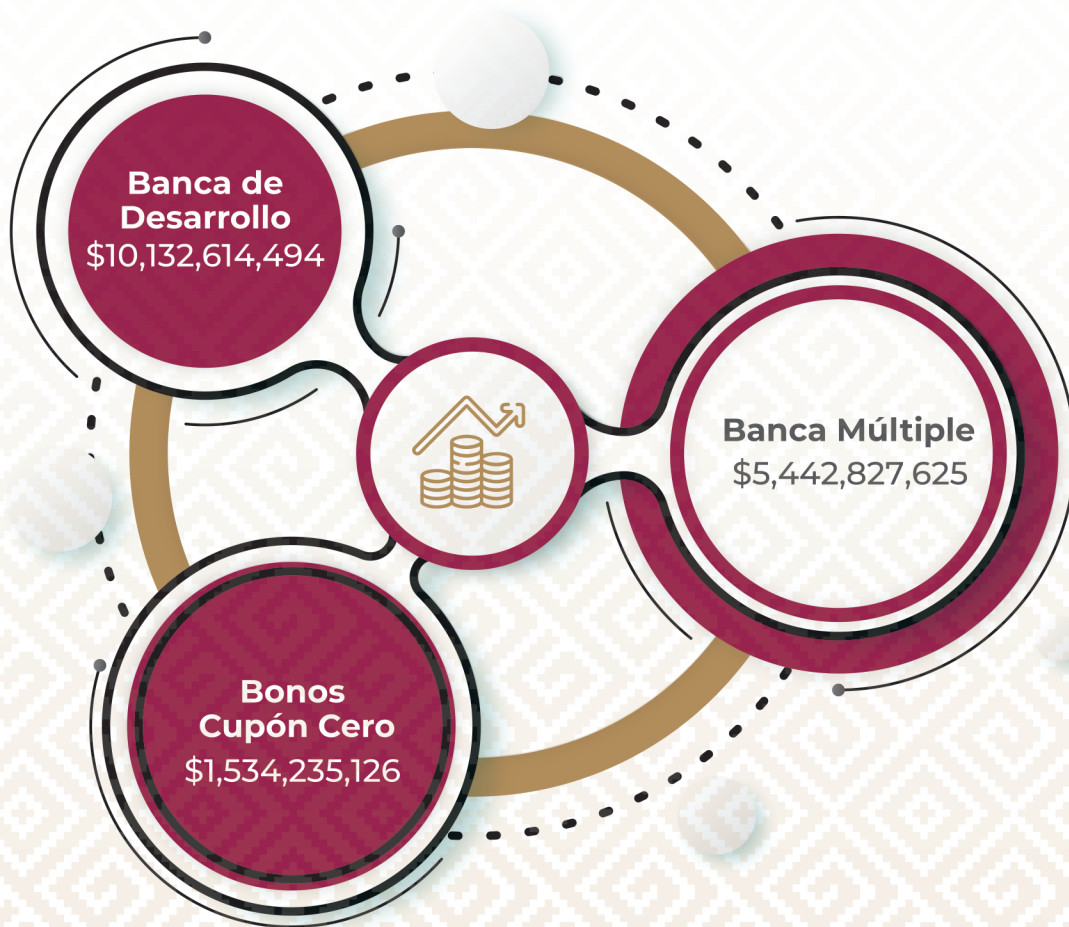 Banca de
Desarrollo
$10,132,614,494
Banca Múltiple
$5,442,827,625
Bonos
Cupón Cero
$1,534,235,126